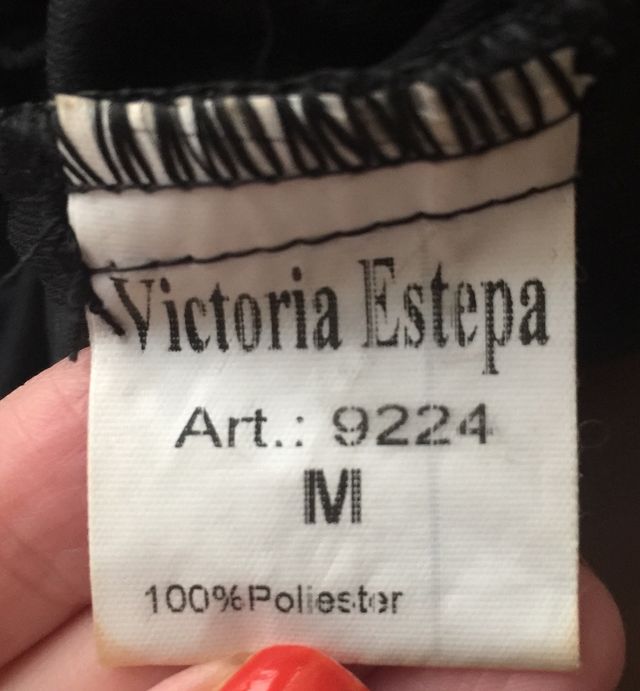 Victoria Estepa
Art.: 9224
M
100%Poliester